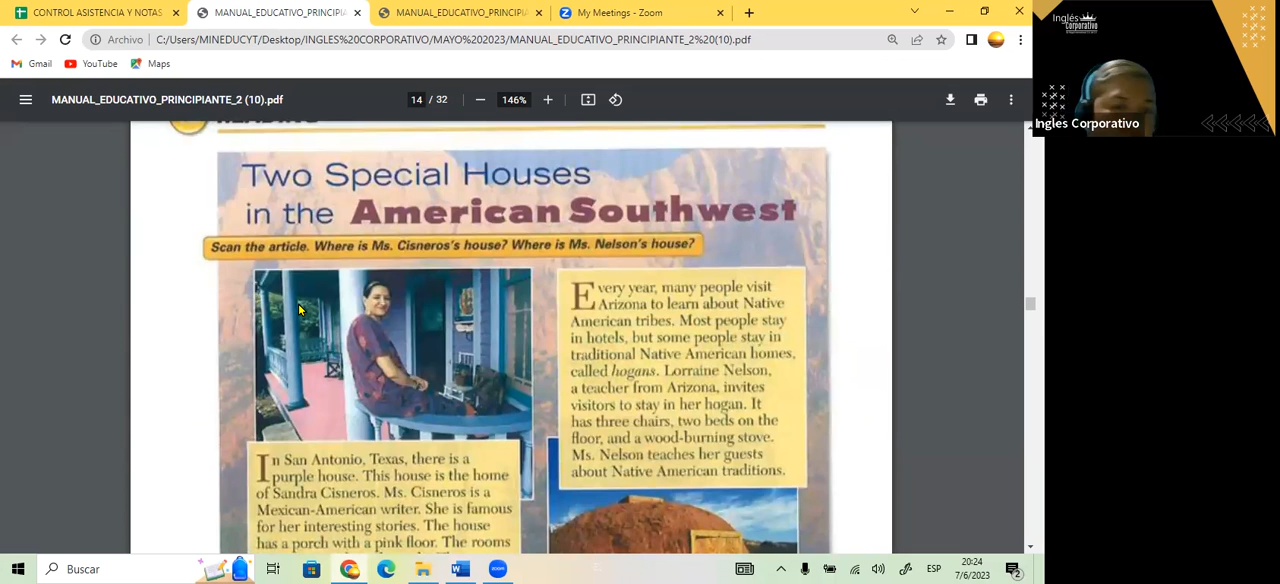 CONTROL ASISTENCIA Y NOTAS
MANUAL_EDUCATIVO_PRINCIPIA
MANUAL_EDUCATIVO_PRINCIPIA
My Meetings - Zoom
Archivo
C:/Users/MINEDUCYT/Desktop/INGLES%20CORPORATIVO/MAYO%202023/MANUAL_EDUCATIVO_PRINCIPIANTE_2%20(10).pdf
Gmail
YouTube
Maps
MANUAL_EDUCATIVO_PRINCIPIANTE_2 (10).pdf
14 / 32
146%
Two Special Houses
in the American Southwest
Scan the article. Where is Ms. Cisneros's house? Where is Ms. Nelson's house?
Every year, many people visit
Arizona to learn about Native
American tribes. Most people stay
in hotels, but some people stay in
traditional Native American homes,
called hogans. Lorraine Nelson,
a teacher from Arizona, invites
visitors to stay in her hogan. It
has three chairs, two beds on the
floor, and a wood-burning stove.
Ms. Nelson teaches her guests
about Native American traditions.
In San Antonio, Texas, there is a
purple house. This house is the home
of Sandra Cisneros. Ms. Cisneros is a
Mexican-American writer. She is famous
for her interesting stories. The house
has a porch with a pink floor. The rooms
Inglés
Corporativo
Ingles Corporativo
Buscar
ESP
20:24
7/6/2023